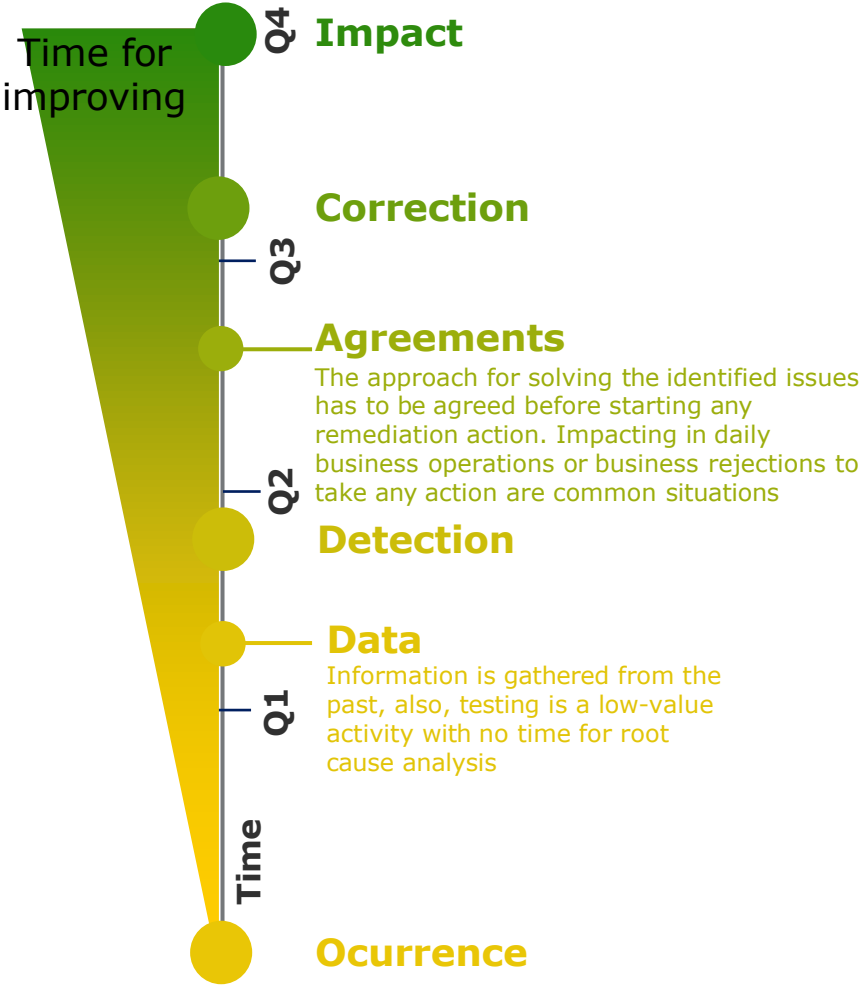 Q4
Impact
Time for
improving
Correction
Q3
Agreements
The approach for solving the identified issues
has to be agreed before starting any
remediation action. Impacting in daily
business operations or business rejections to
take any action are common situations
Q2
Detection
Data
Information is gathered from the
past, also, testing is a low-value
activity with no time for root
cause analysis
Q1
Time
Ocurrence